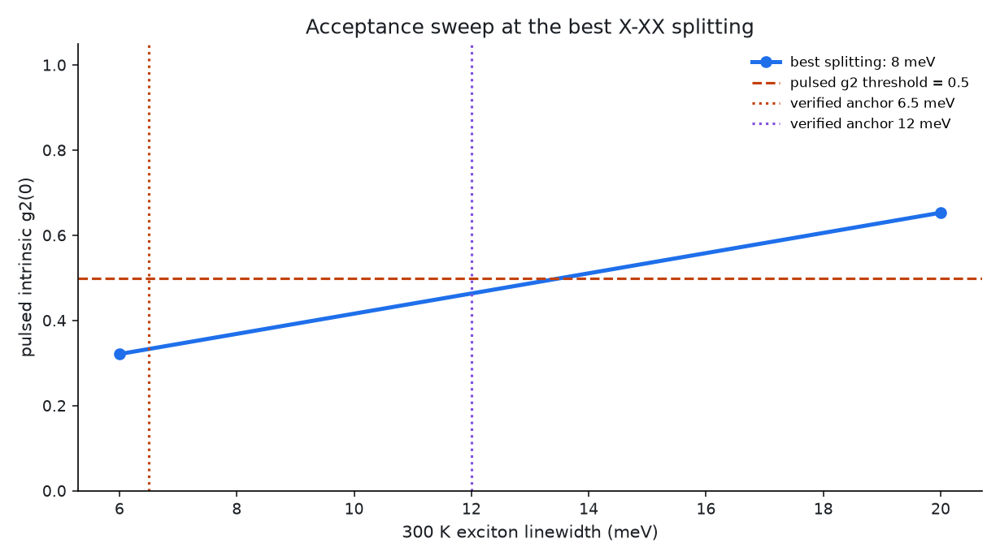 Acceptance sweep at the best X-XX splitting
best splitting: 8 meV
pulsed g2 threshold = 0.5
verified anchor 6.5 meV
verified anchor 12 meV
pulsed intrinsic g2(0)
1.0
0.8
0.6
0.4
0.2
0.0
6 8 10 12 14 16 18 20
300 K exciton linewidth (meV)